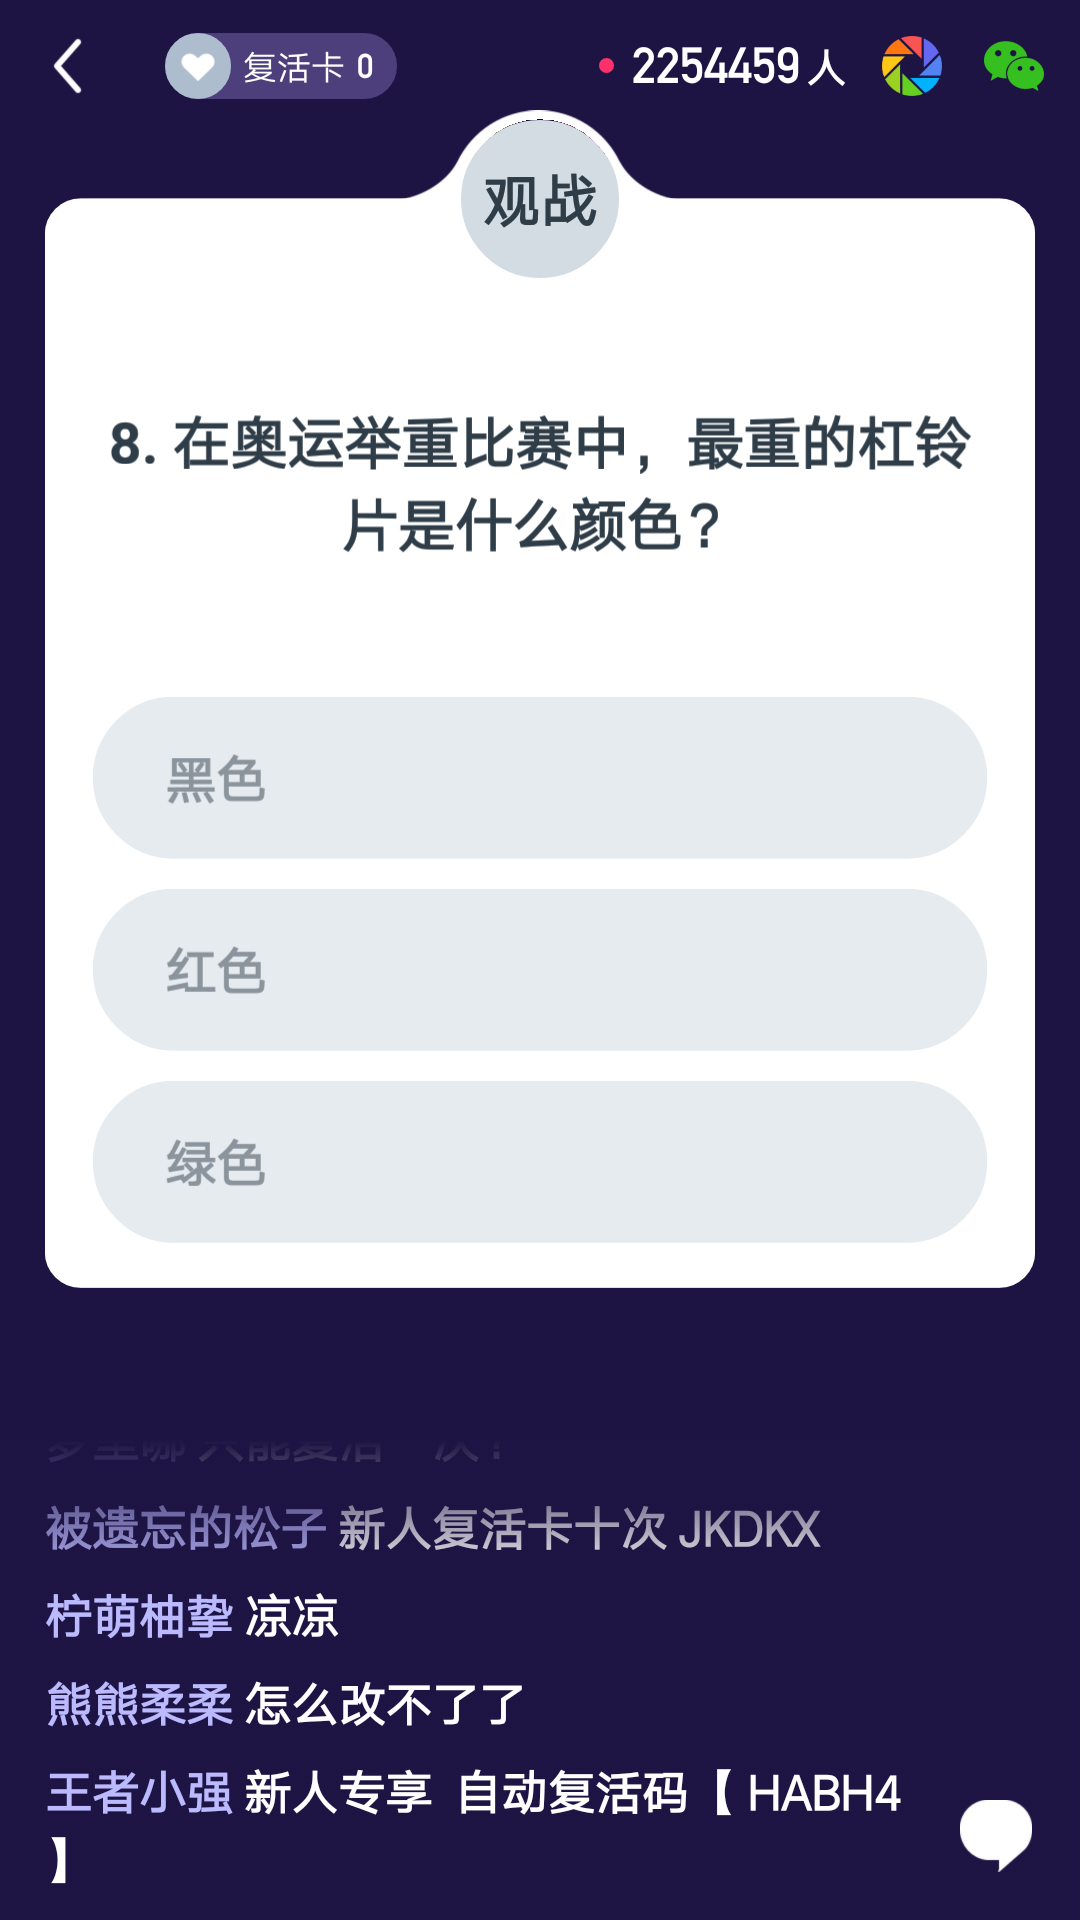 复活卡 0
2254459 人
观战
8. 在奥运举重比赛中，最重的杠铃
片是什么颜色？
黑色
红色
绿色
被遗忘的松子 新人复活卡十次 JKDKX
柠萌柚挚 凉凉
熊熊柔柔 怎么改不了了
王者小强 新人专享 自动复活码【 HABH4
】